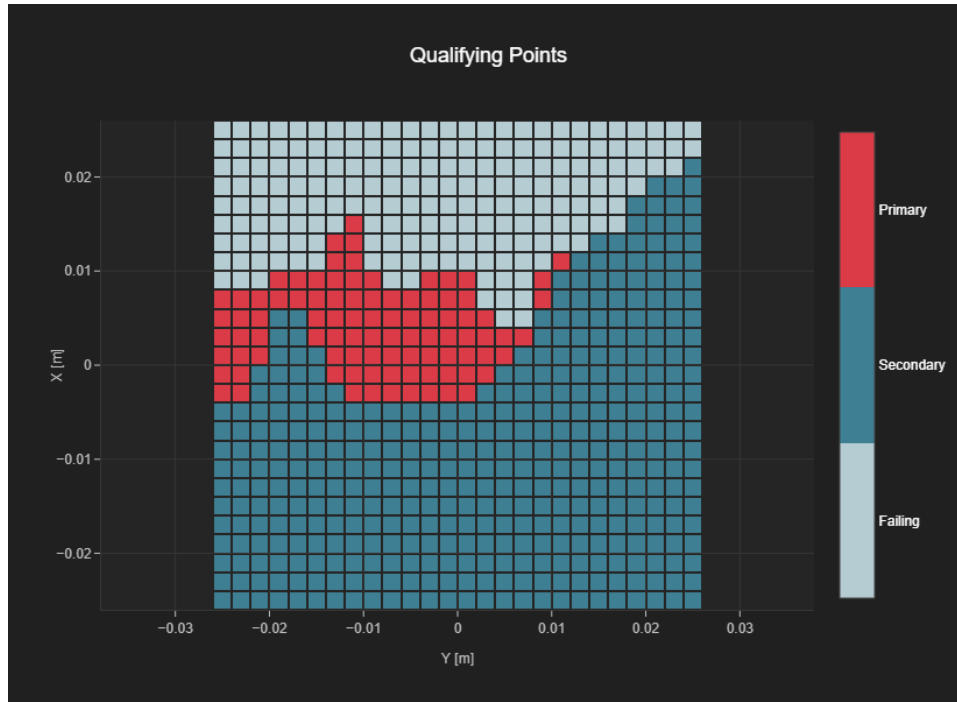 Qualifying Points
0.02
0.01
0
−0.01
−0.02
X [m]
−0.03
−0.02
−0.01
0
0.01
0.02
0.03
Y [m]
Primary
Secondary
Failing